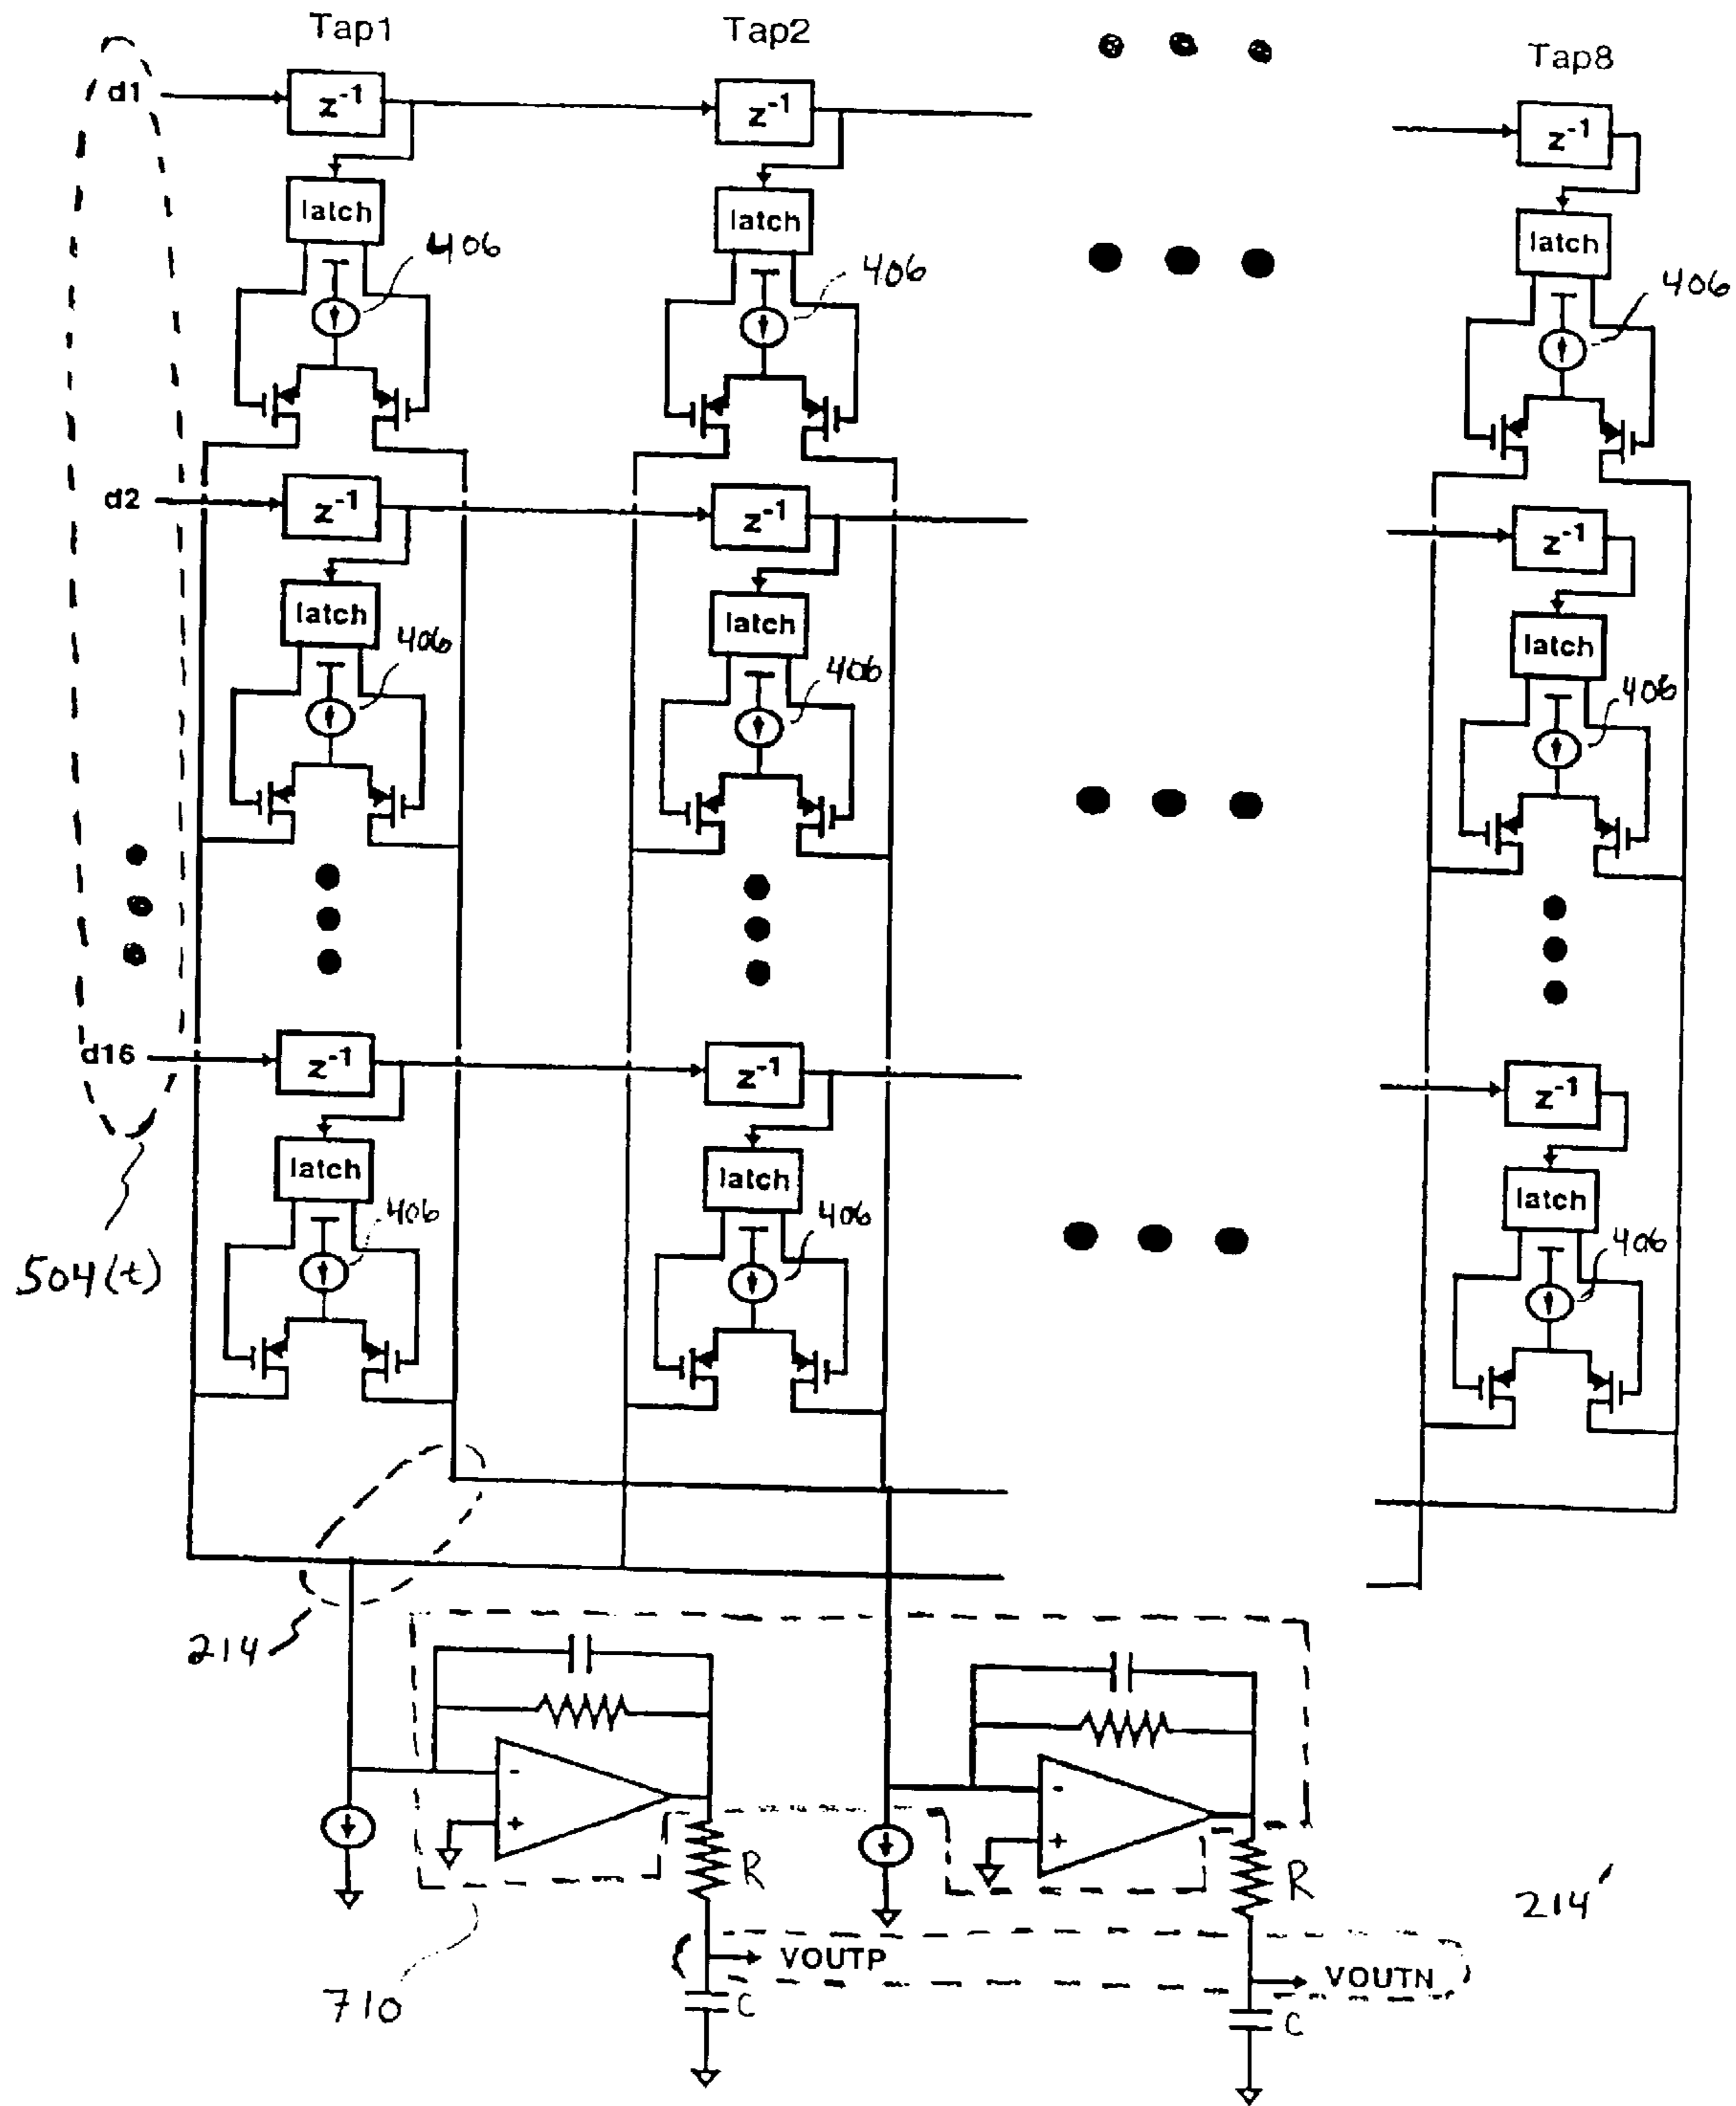 Tap1 Tap2 Tap8
d1 z⁻¹ z⁻¹ z⁻¹
latch latch latch
406 406 406
d2 z⁻¹ z⁻¹ z⁻¹
latch latch latch
406 406 406
d16 z⁻¹ z⁻¹ z⁻¹
latch latch latch
406 406 406
504(t)
214
- -
+ +
R R
214'
VOUTP VOUTN
710 C C